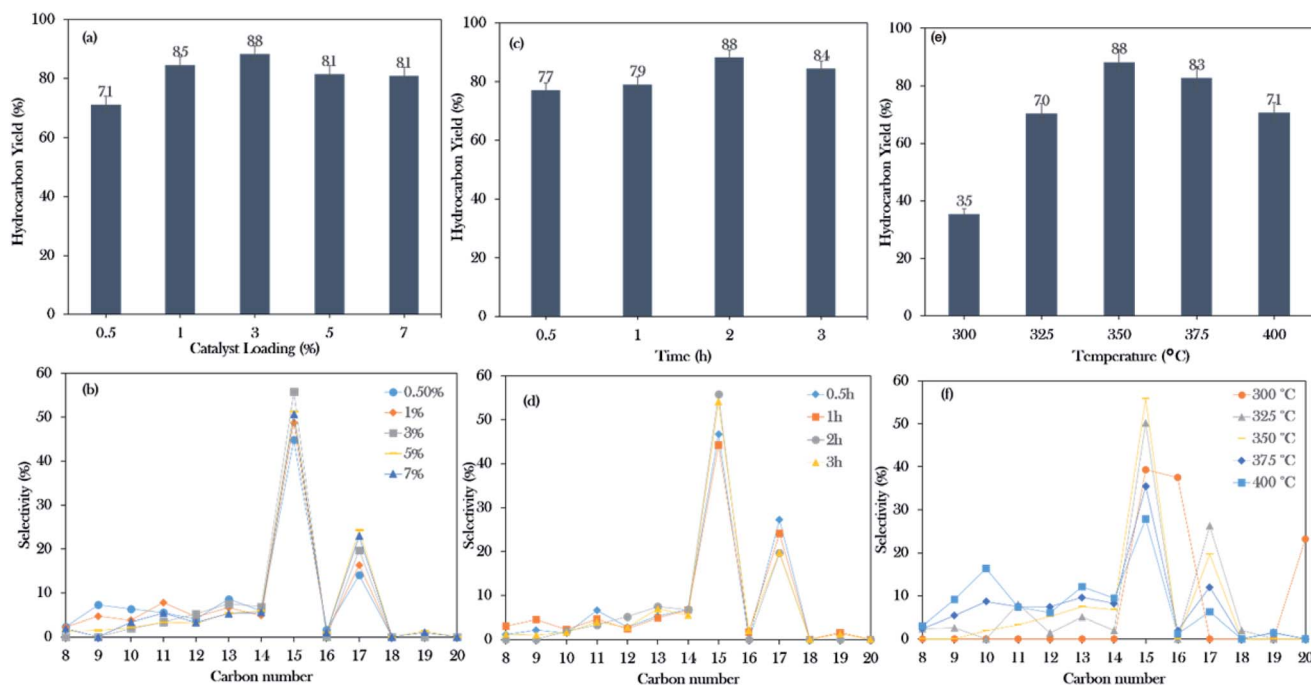 (a)
Hydrocarbon Yield (%)
100
80
60
40
20
0
71
85
88
81
81
0.5 1 3 5 7
Catalyst Loading (%)
(c)
Hydrocarbon Yield (%)
100
80
60
40
20
0
77
79
88
84
0.5 1 2 3
Time (h)
(e)
Hydrocarbon Yield (%)
100
80
60
40
20
0
35
70
88
83
71
300 325 350 375 400
Temperature (°C)
(b)
Selectivity (%)
60
50
40
30
20
10
0
0.50%
1%
3%
5%
7%
8 9 10 11 12 13 14 15 16 17 18 19 20
Carbon number
(d)
Selectivity (%)
60
50
40
30
20
10
0
0.5h
1h
2h
3h
8 9 10 11 12 13 14 15 16 17 18 19 20
Carbon number
(f)
Selectivity (%)
60
50
40
30
20
10
0
300 °C
325 °C
350 °C
375 °C
400 °C
8 9 10 11 12 13 14 15 16 17 18 19 20
Carbon number